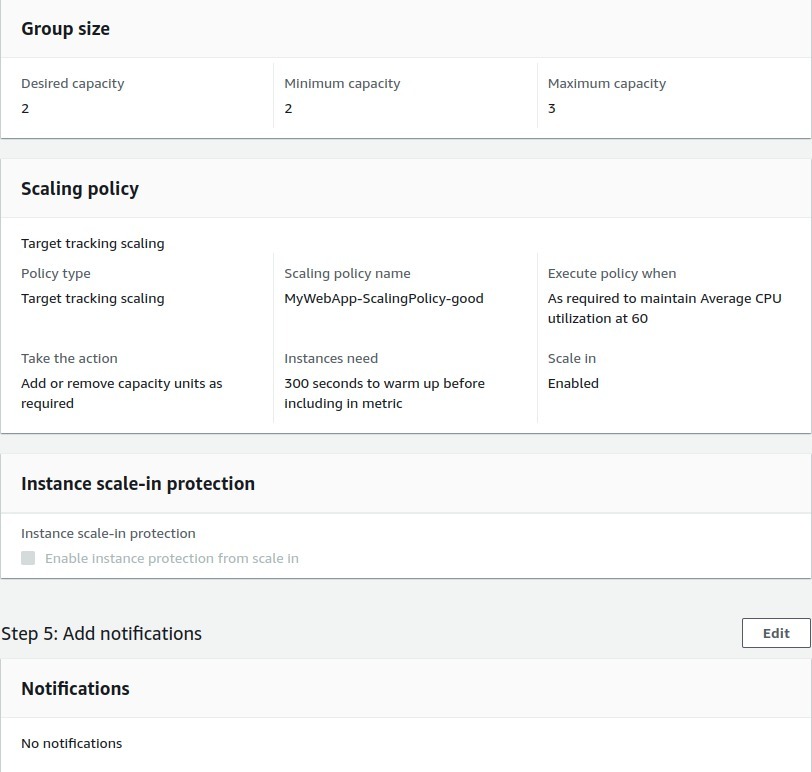 Group size
Desired capacity
2
Minimum capacity
2
Maximum capacity
3
Scaling policy
Target tracking scaling
Policy type
Target tracking scaling
Scaling policy name
MyWebApp-ScalingPolicy-good
Execute policy when
As required to maintain Average CPU
utilization at 60
Take the action
Add or remove capacity units as
required
Instances need
300 seconds to warm up before
including in metric
Scale in
Enabled
Instance scale-in protection
Instance scale-in protection
Enable instance protection from scale in
Step 5: Add notifications
Edit
Notifications
No notifications